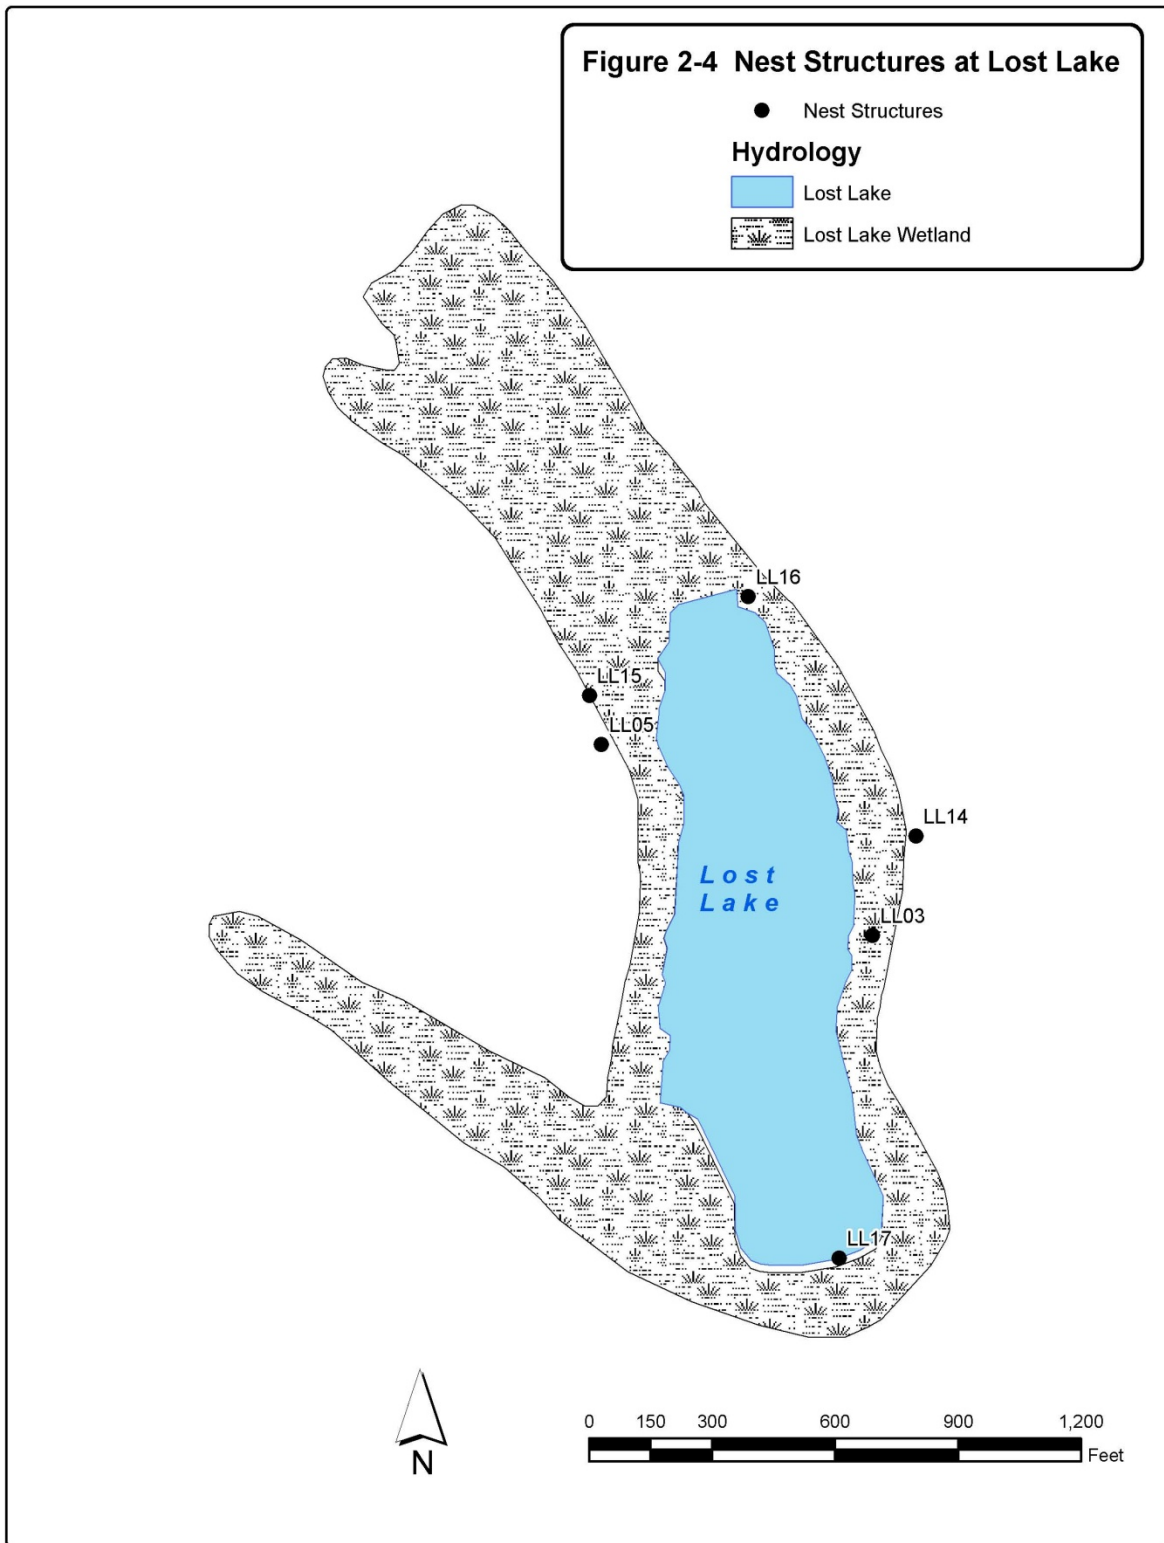 Figure 2-4 Nest Structures at Lost Lake
Nest Structures
Hydrology
Lost Lake
Lost Lake Wetland
LL16
LL15
LL05
LL14
Lost
Lake
LL03
LL17
N
0 150 300 600 900 1,200
Feet